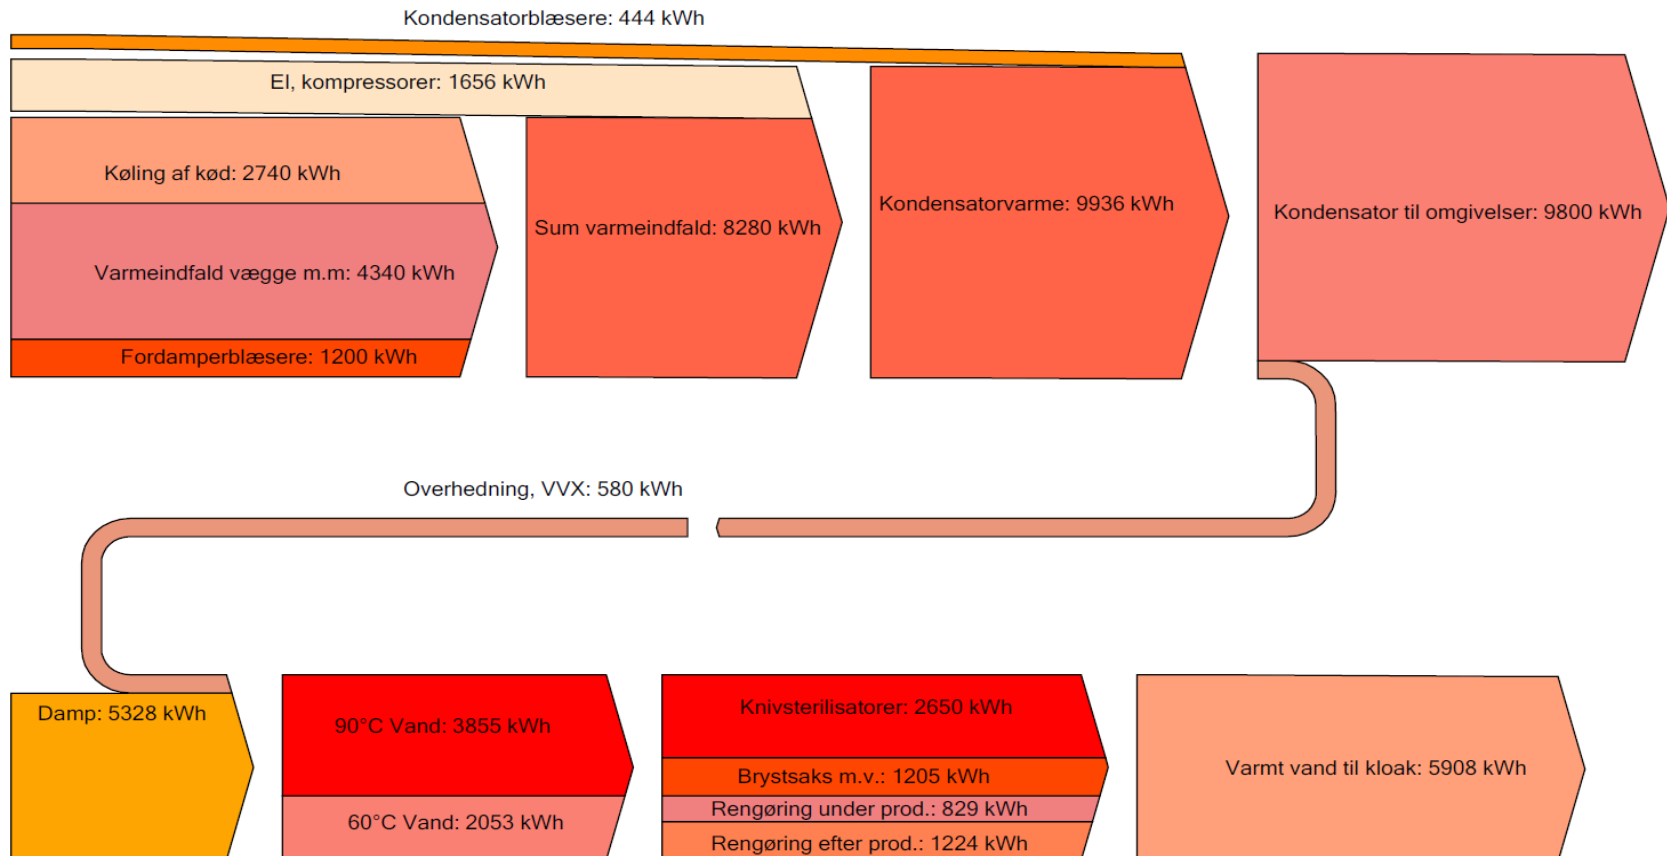 Kondensatorblæsere: 444 kWh
El, kompressorer: 1656 kWh
Køling af kød: 2740 kWh
Varmeindfald vægge m.m: 4340 kWh
Fordamperblæsere: 1200 kWh
Sum varmeindfald: 8280 kWh
Kondensatorvarme: 9936 kWh
Kondensator til omgivelser: 9800 kWh
Overhedning, VVX: 580 kWh
Damp: 5328 kWh
90°C Vand: 3855 kWh
60°C Vand: 2053 kWh
Knivsterilisatorer: 2650 kWh
Brystsaks m.v.: 1205 kWh
Rengøring under prod.: 829 kWh
Rengøring efter prod.: 1224 kWh
Varmt vand til kloak: 5908 kWh